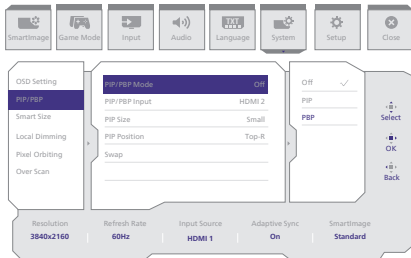 SmartImage
Game Mode
Input
Audio
TXT
Language
System
Setup
Close
OSD Setting
PIP/PBP
Smart Size
Local Dimming
Pixel Orbiting
Over Scan
PIP/PBP Mode Off
PIP/PBP Input HDMI 2
PIP Size Small
PIP Position Top-R
Swap
Off
PIP
PBP
Select
OK
Back
Resolution
3840x2160
Refresh Rate
60Hz
Input Source
HDMI 1
Adaptive Sync
On
SmartImage
Standard